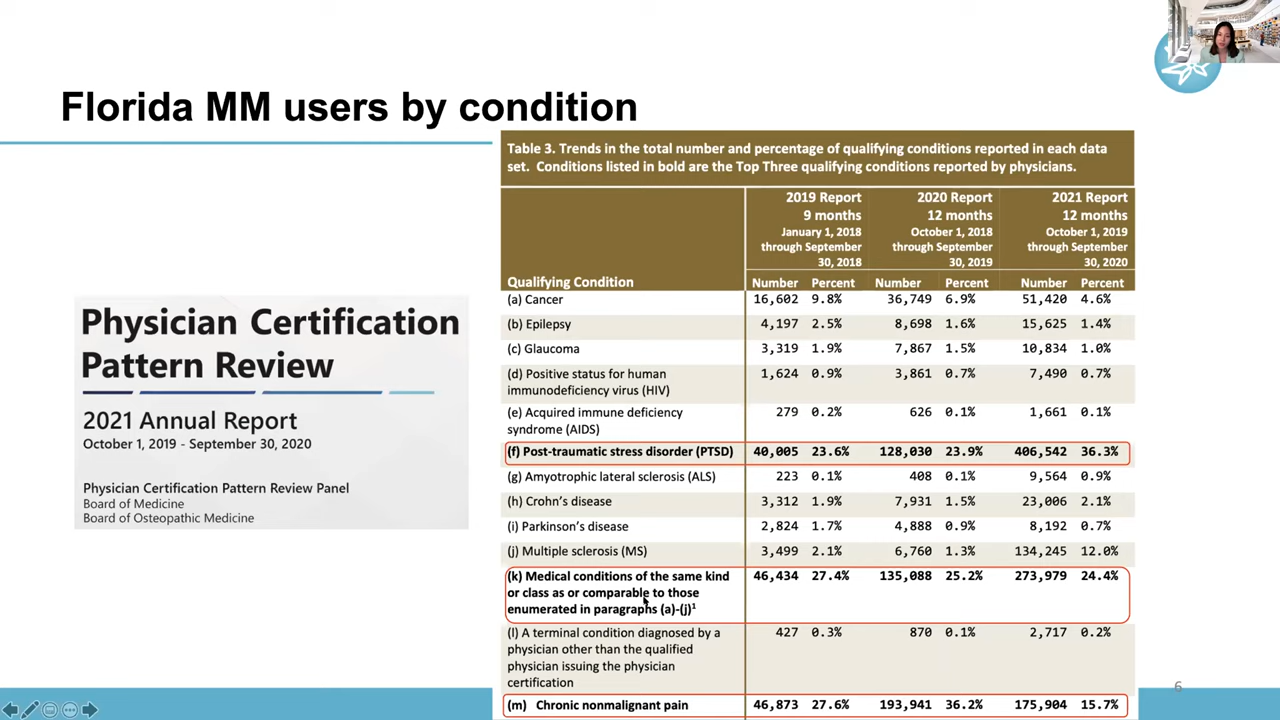 Florida MM users by condition
Physician Certification
Pattern Review
2021 Annual Report
October 1, 2019 - September 30, 2020
Physician Certification Pattern Review Panel
Board of Medicine
Board of Osteopathic Medicine
Table 3. Trends in the total number and percentage of qualifying conditions reported in each data
set. Conditions listed in bold are the Top Three qualifying conditions reported by physicians.
2019 Report 2020 Report 2021 Report
9 months 12 months 12 months
January 1, 2018 October 1, 2018 October 1, 2019
through September through September through September
30, 2018 30, 2019 30, 2020
Qualifying Condition Number Percent Number Percent Number Percent
(a) Cancer 16,602 9.8% 36,749 6.9% 51,420 4.6%
(b) Epilepsy 4,197 2.5% 8,698 1.6% 15,625 1.4%
(c) Glaucoma 3,319 1.9% 7,867 1.5% 10,834 1.0%
(d) Positive status for human 1,624 0.9% 3,861 0.7% 7,490 0.7%
immunodeficiency virus (HIV)
(e) Acquired immune deficiency 279 0.2% 626 0.1% 1,661 0.1%
syndrome (AIDS)
(f) Post-traumatic stress disorder (PTSD) 40,005 23.6% 128,030 23.9% 406,542 36.3%
(g) Amyotrophic lateral sclerosis (ALS) 223 0.1% 408 0.1% 9,564 0.9%
(h) Crohn's disease 3,312 1.9% 7,931 1.5% 23,006 2.1%
(i) Parkinson's disease 2,824 1.7% 4,888 0.9% 8,192 0.7%
(j) Multiple sclerosis (MS) 3,499 2.1% 6,760 1.3% 134,245 12.0%
(k) Medical conditions of the same kind 46,434 27.4% 135,088 25.2% 273,979 24.4%
or class as or comparable to those
enumerated in paragraphs (a)-(j)¹
(l) A terminal condition diagnosed by a 427 0.3% 870 0.1% 2,717 0.2%
physician other than the qualified
physician issuing the physician
certification
(m) Chronic nonmalignant pain 46,873 27.6% 193,941 36.2% 175,904 15.7%
6